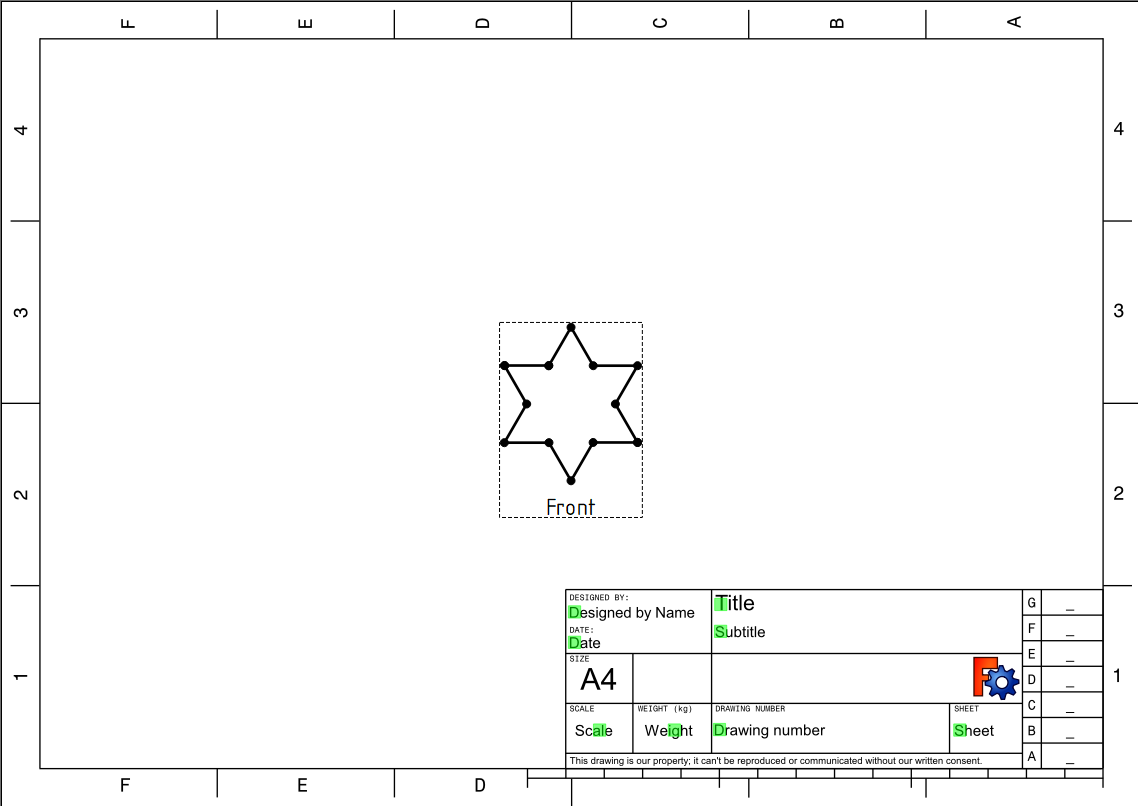 F E D C B A
4 4
3 3
Front
2 2
DESIGNED BY:
Designed by Name
DATE:
Date
Title
Subtitle
G _
F _
E _
D _
C _
B _
A _
SIZE
A4
1 1
SCALE
Scale
WEIGHT (kg)
Weight
DRAWING NUMBER
Drawing number
SHEET
Sheet
This drawing is our property; it can't be reproduced or communicated without our written consent.
F E D